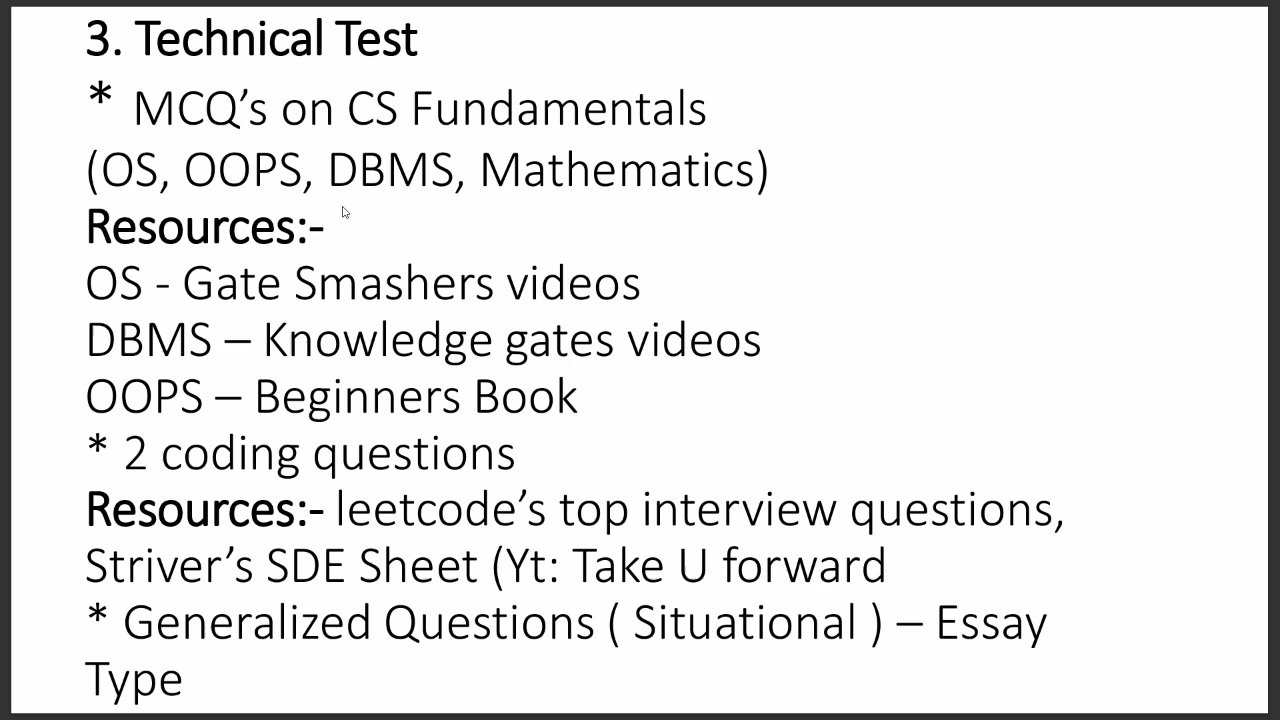 3. Technical Test
* MCQ’s on CS Fundamentals
(OS, OOPS, DBMS, Mathematics)
Resources:-
OS - Gate Smashers videos
DBMS – Knowledge gates videos
OOPS – Beginners Book
* 2 coding questions
Resources:- leetcode’s top interview questions,
Striver’s SDE Sheet (Yt: Take U forward
* Generalized Questions ( Situational ) – Essay
Type